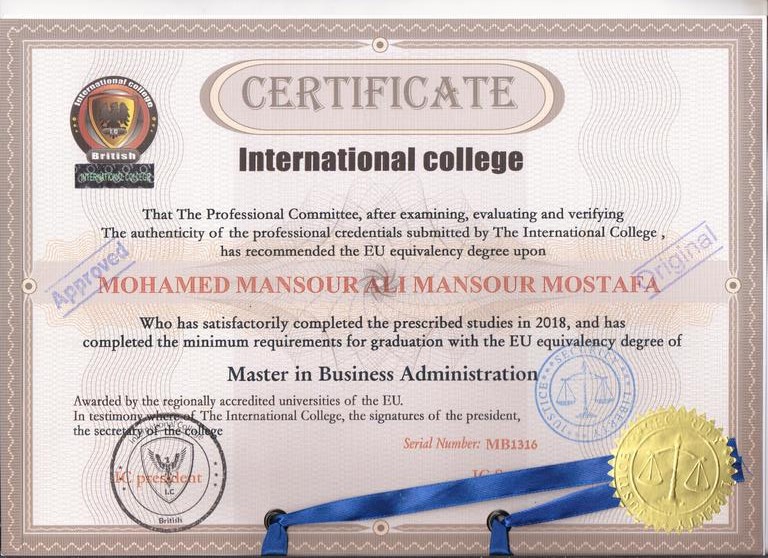 CERTIFICATE
International college
British
INTERNATIONAL COLLEGE
International college
That The Professional Committee, after examining, evaluating and verifying
The authenticity of the professional credentials submitted by The International College ,
has recommended the EU equivalency degree upon
Approved
Original
MOHAMED MANSOUR ALI MANSOUR MOSTAFA
Who has satisfactorily completed the prescribed studies in 2018, and has
completed the minimum requirements for graduation with the EU equivalency degree of
Master in Business Administration
SECURITY
JUSTICE
LIBERTY
Awarded by the regionally accredited universities of the EU.
In testimony where of The International College, the signatures of the president,
the secretary of the college
Serial Number: MB1316
International College
I.C
British
IC president